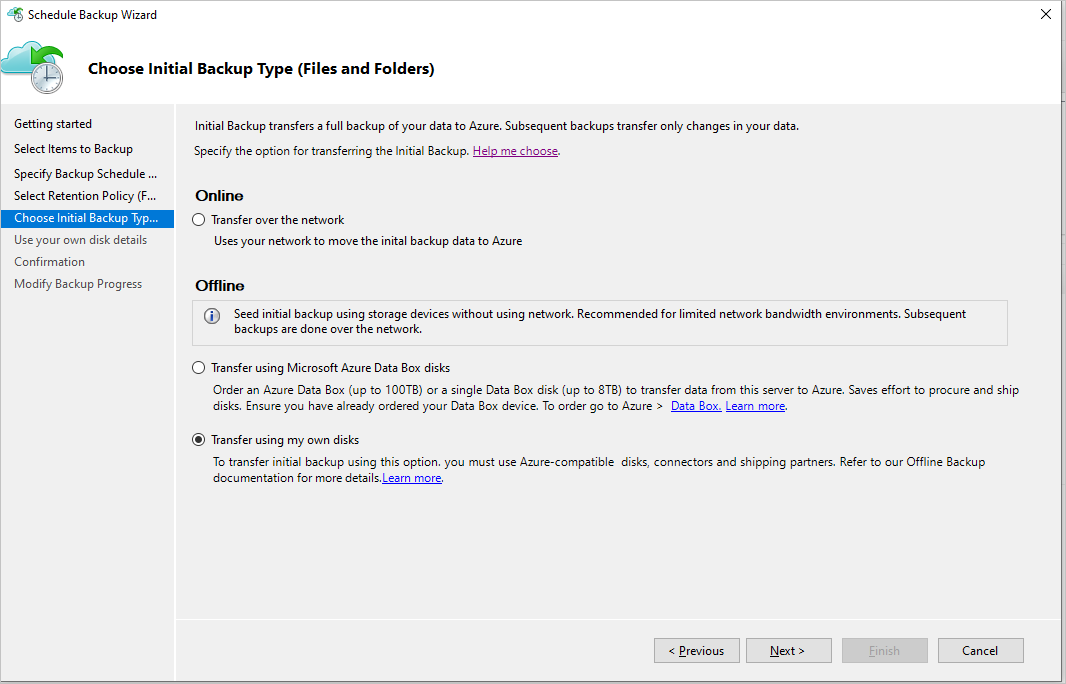 Schedule Backup Wizard
Choose Initial Backup Type (Files and Folders)
Getting started
Select Items to Backup
Specify Backup Schedule ...
Select Retention Policy (F...
Choose Initial Backup Typ...
Use your own disk details
Confirmation
Modify Backup Progress
Initial Backup transfers a full backup of your data to Azure. Subsequent backups transfer only changes in your data.
Specify the option for transferring the Initial Backup. Help me choose.
Online
Transfer over the network
Uses your network to move the inital backup data to Azure
Offline
Seed initial backup using storage devices without using network. Recommended for limited network bandwidth environments. Subsequent
backups are done over the network.
Transfer using Microsoft Azure Data Box disks
Order an Azure Data Box (up to 100TB) or a single Data Box disk (up to 8TB) to transfer data from this server to Azure. Saves effort to procure and ship
disks. Ensure you have already ordered your Data Box device. To order go to Azure > Data Box. Learn more.
Transfer using my own disks
To transfer initial backup using this option. you must use Azure-compatible disks, connectors and shipping partners. Refer to our Offline Backup
documentation for more details.Learn more.
< Previous
Next >
Finish
Cancel